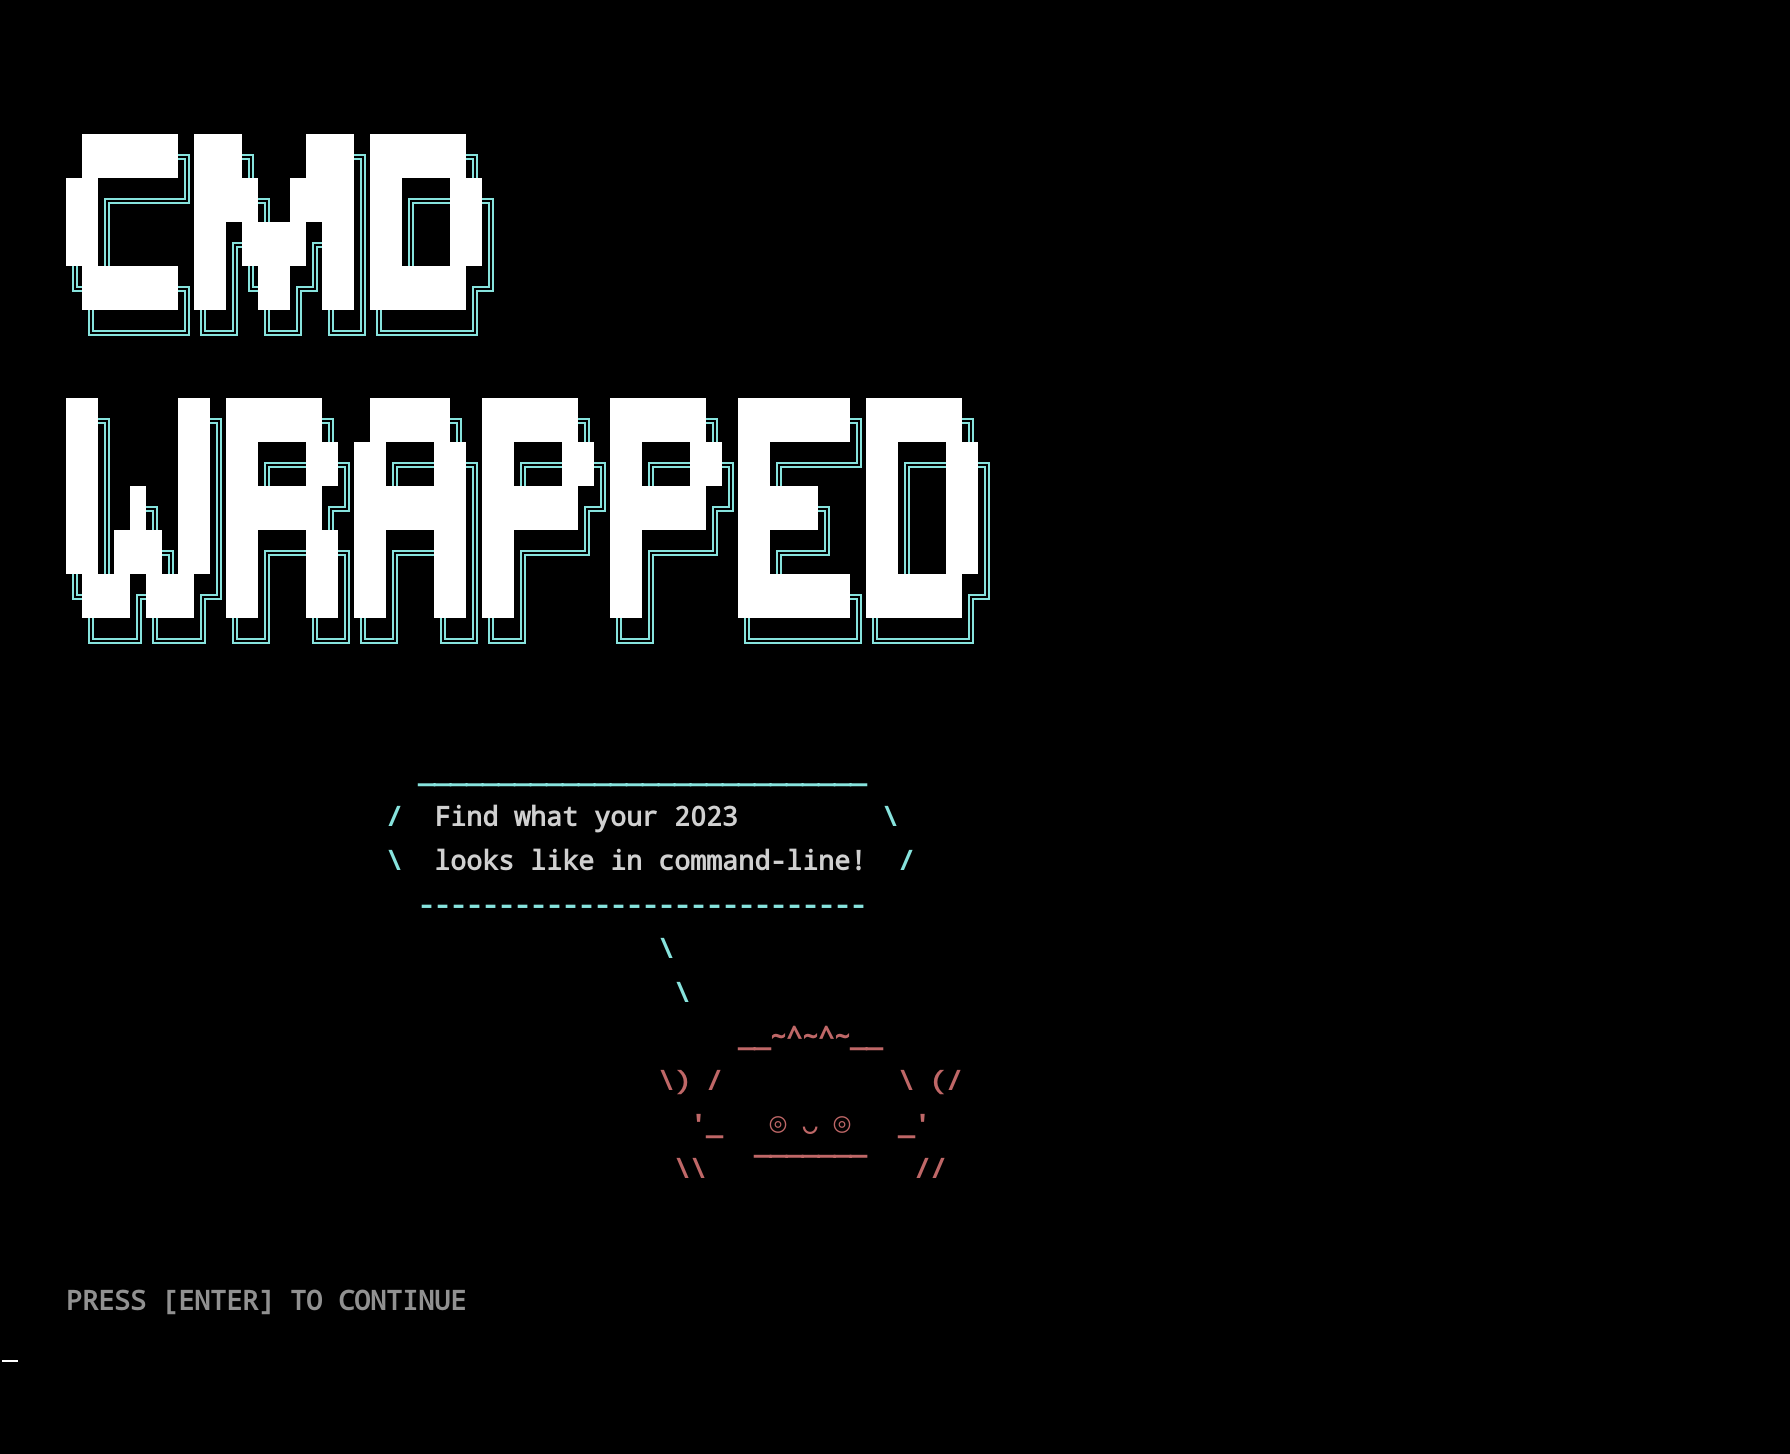 CMD
WRAPPED
Find what your 2023
looks like in command-line!
PRESS [ENTER] TO CONTINUE